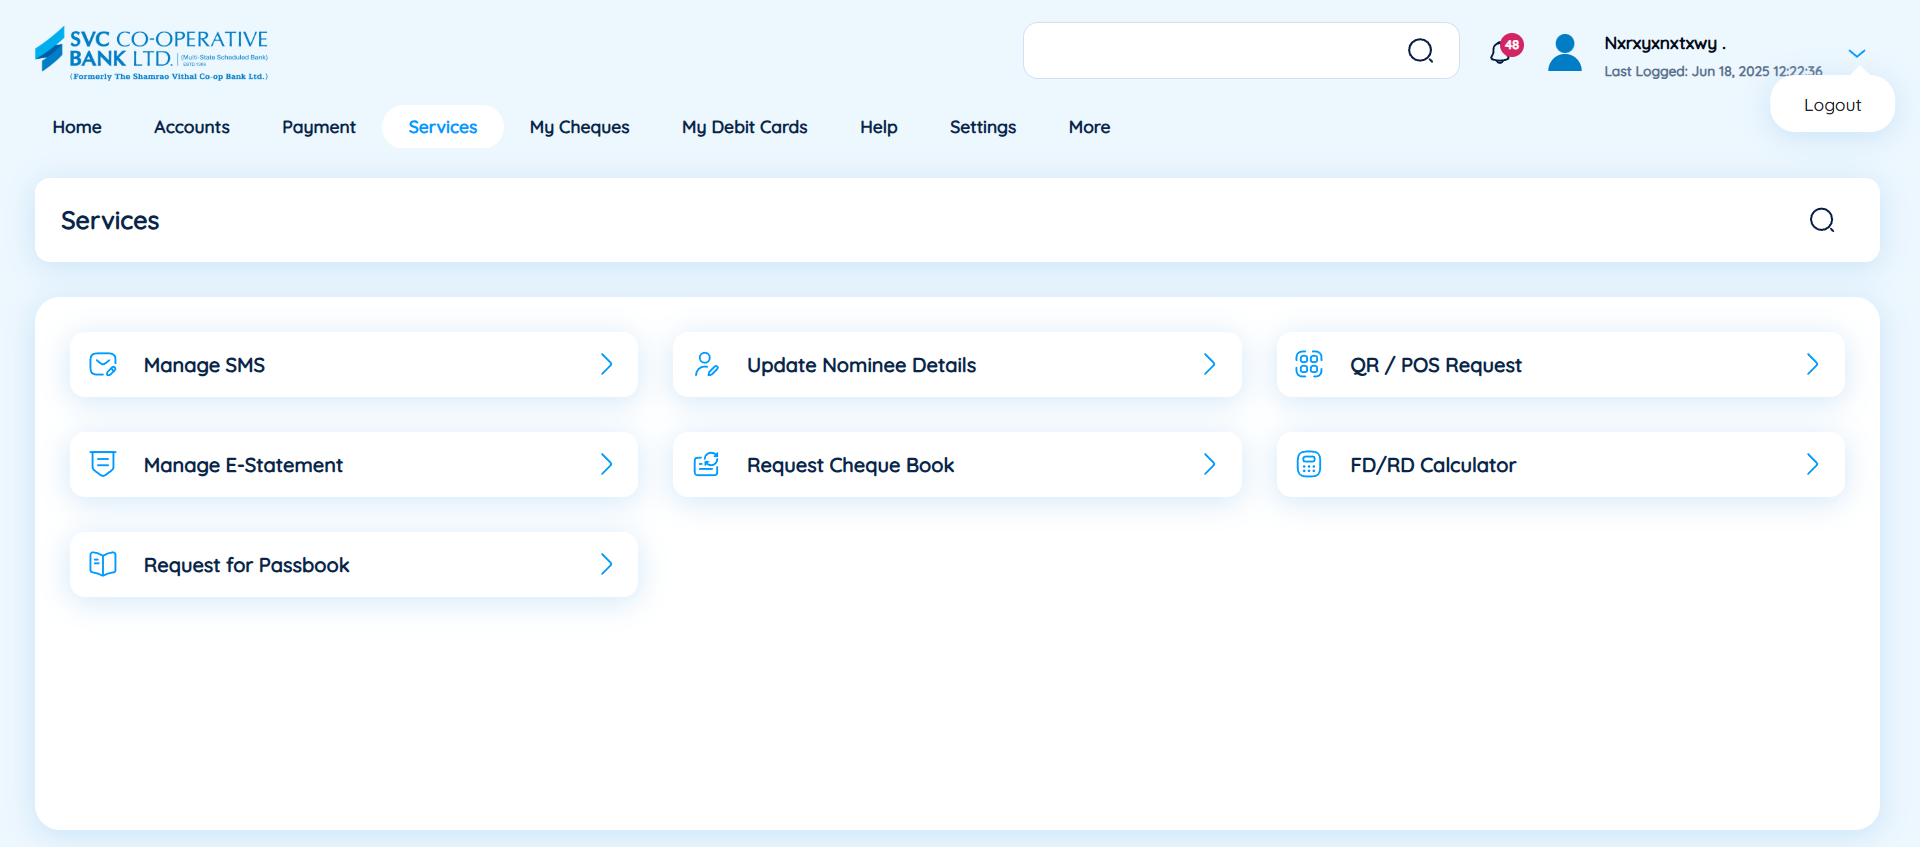 SVC CO-OPERATIVE
BANK LTD. (Multi-State Scheduled Bank)
ESTD 1906
(Formerly The Shamrao Vithal Co-op Bank Ltd.)
48
Nxrxyxnxtxwy .
Last Logged: Jun 18, 2025 12:22:36
Logout
Home Accounts Payment Services My Cheques My Debit Cards Help Settings More
Services
Manage SMS
Update Nominee Details
QR / POS Request
Manage E-Statement
Request Cheque Book
FD/RD Calculator
Request for Passbook